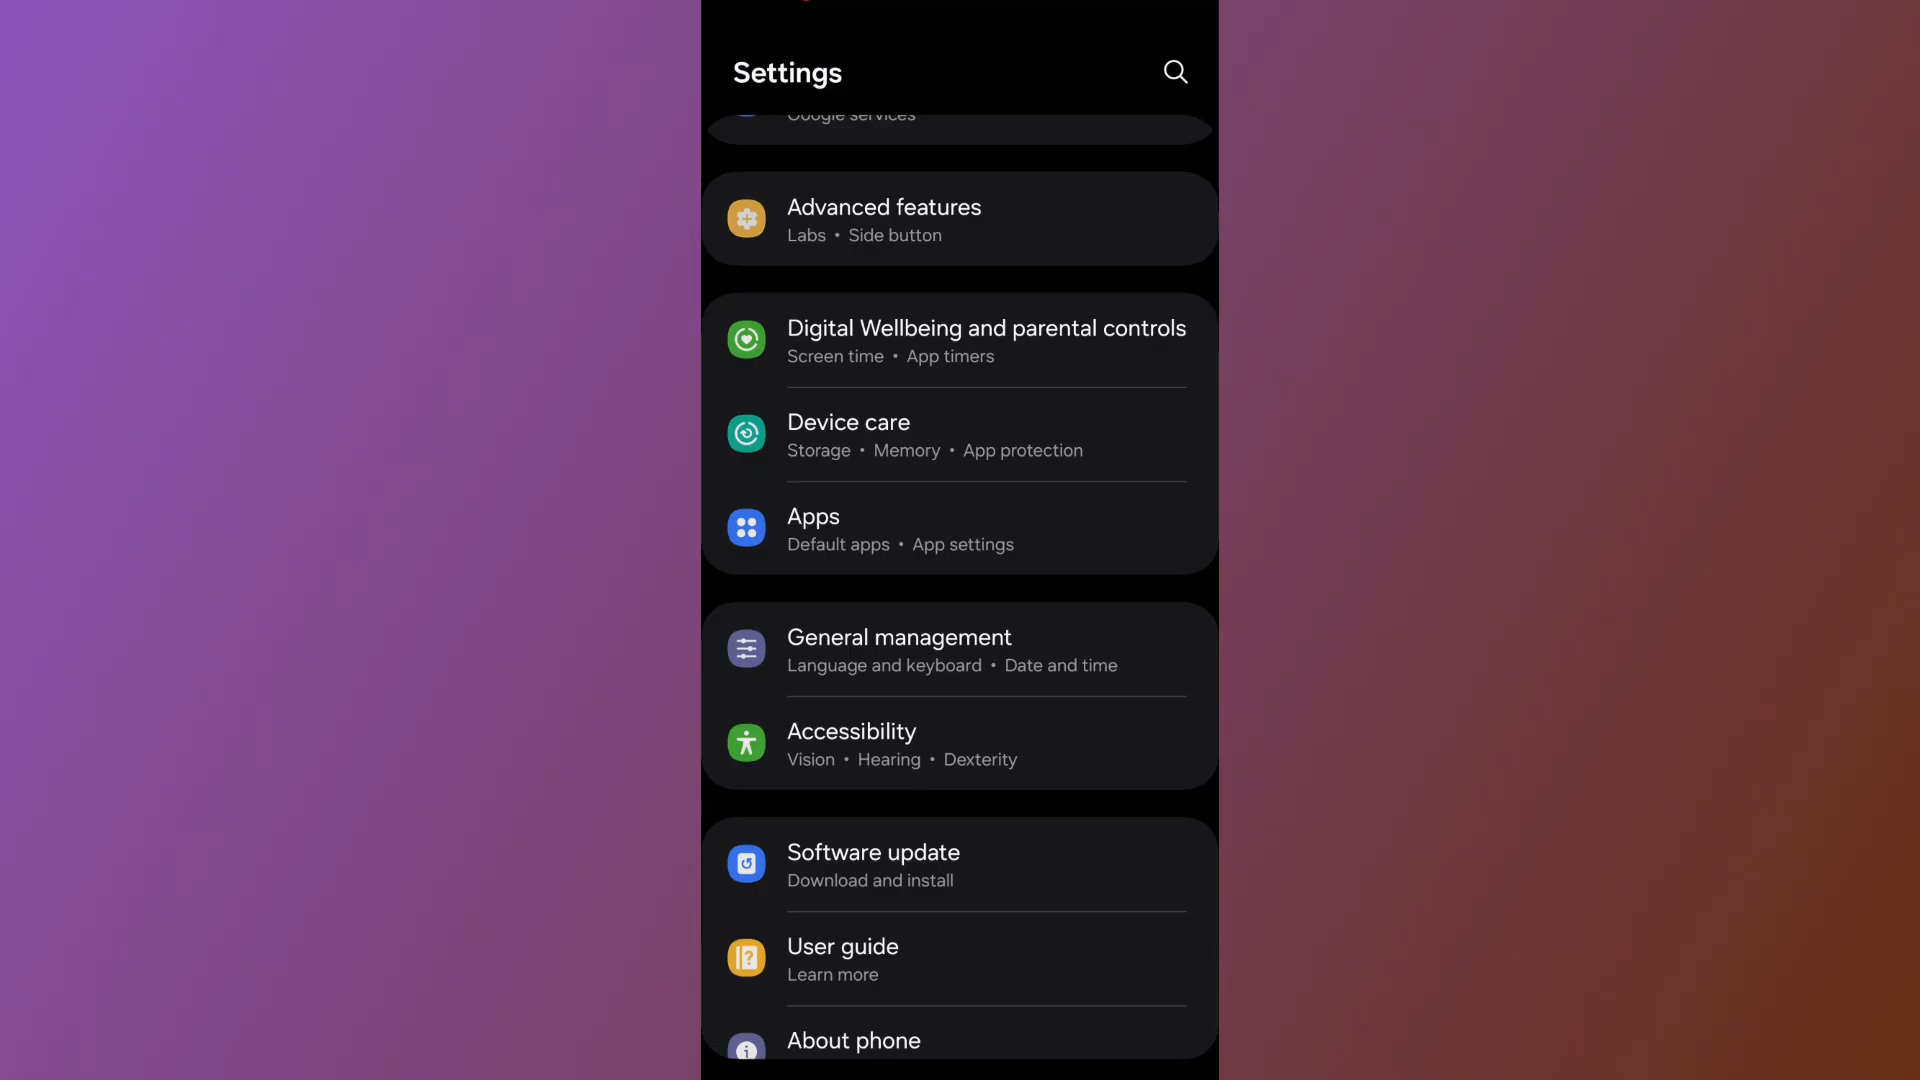 Settings
Google services
Advanced features
Labs • Side button
Digital Wellbeing and parental controls
Screen time • App timers
Device care
Storage • Memory • App protection
Apps
Default apps • App settings
General management
Language and keyboard • Date and time
Accessibility
Vision • Hearing • Dexterity
Software update
Download and install
User guide
Learn more
About phone